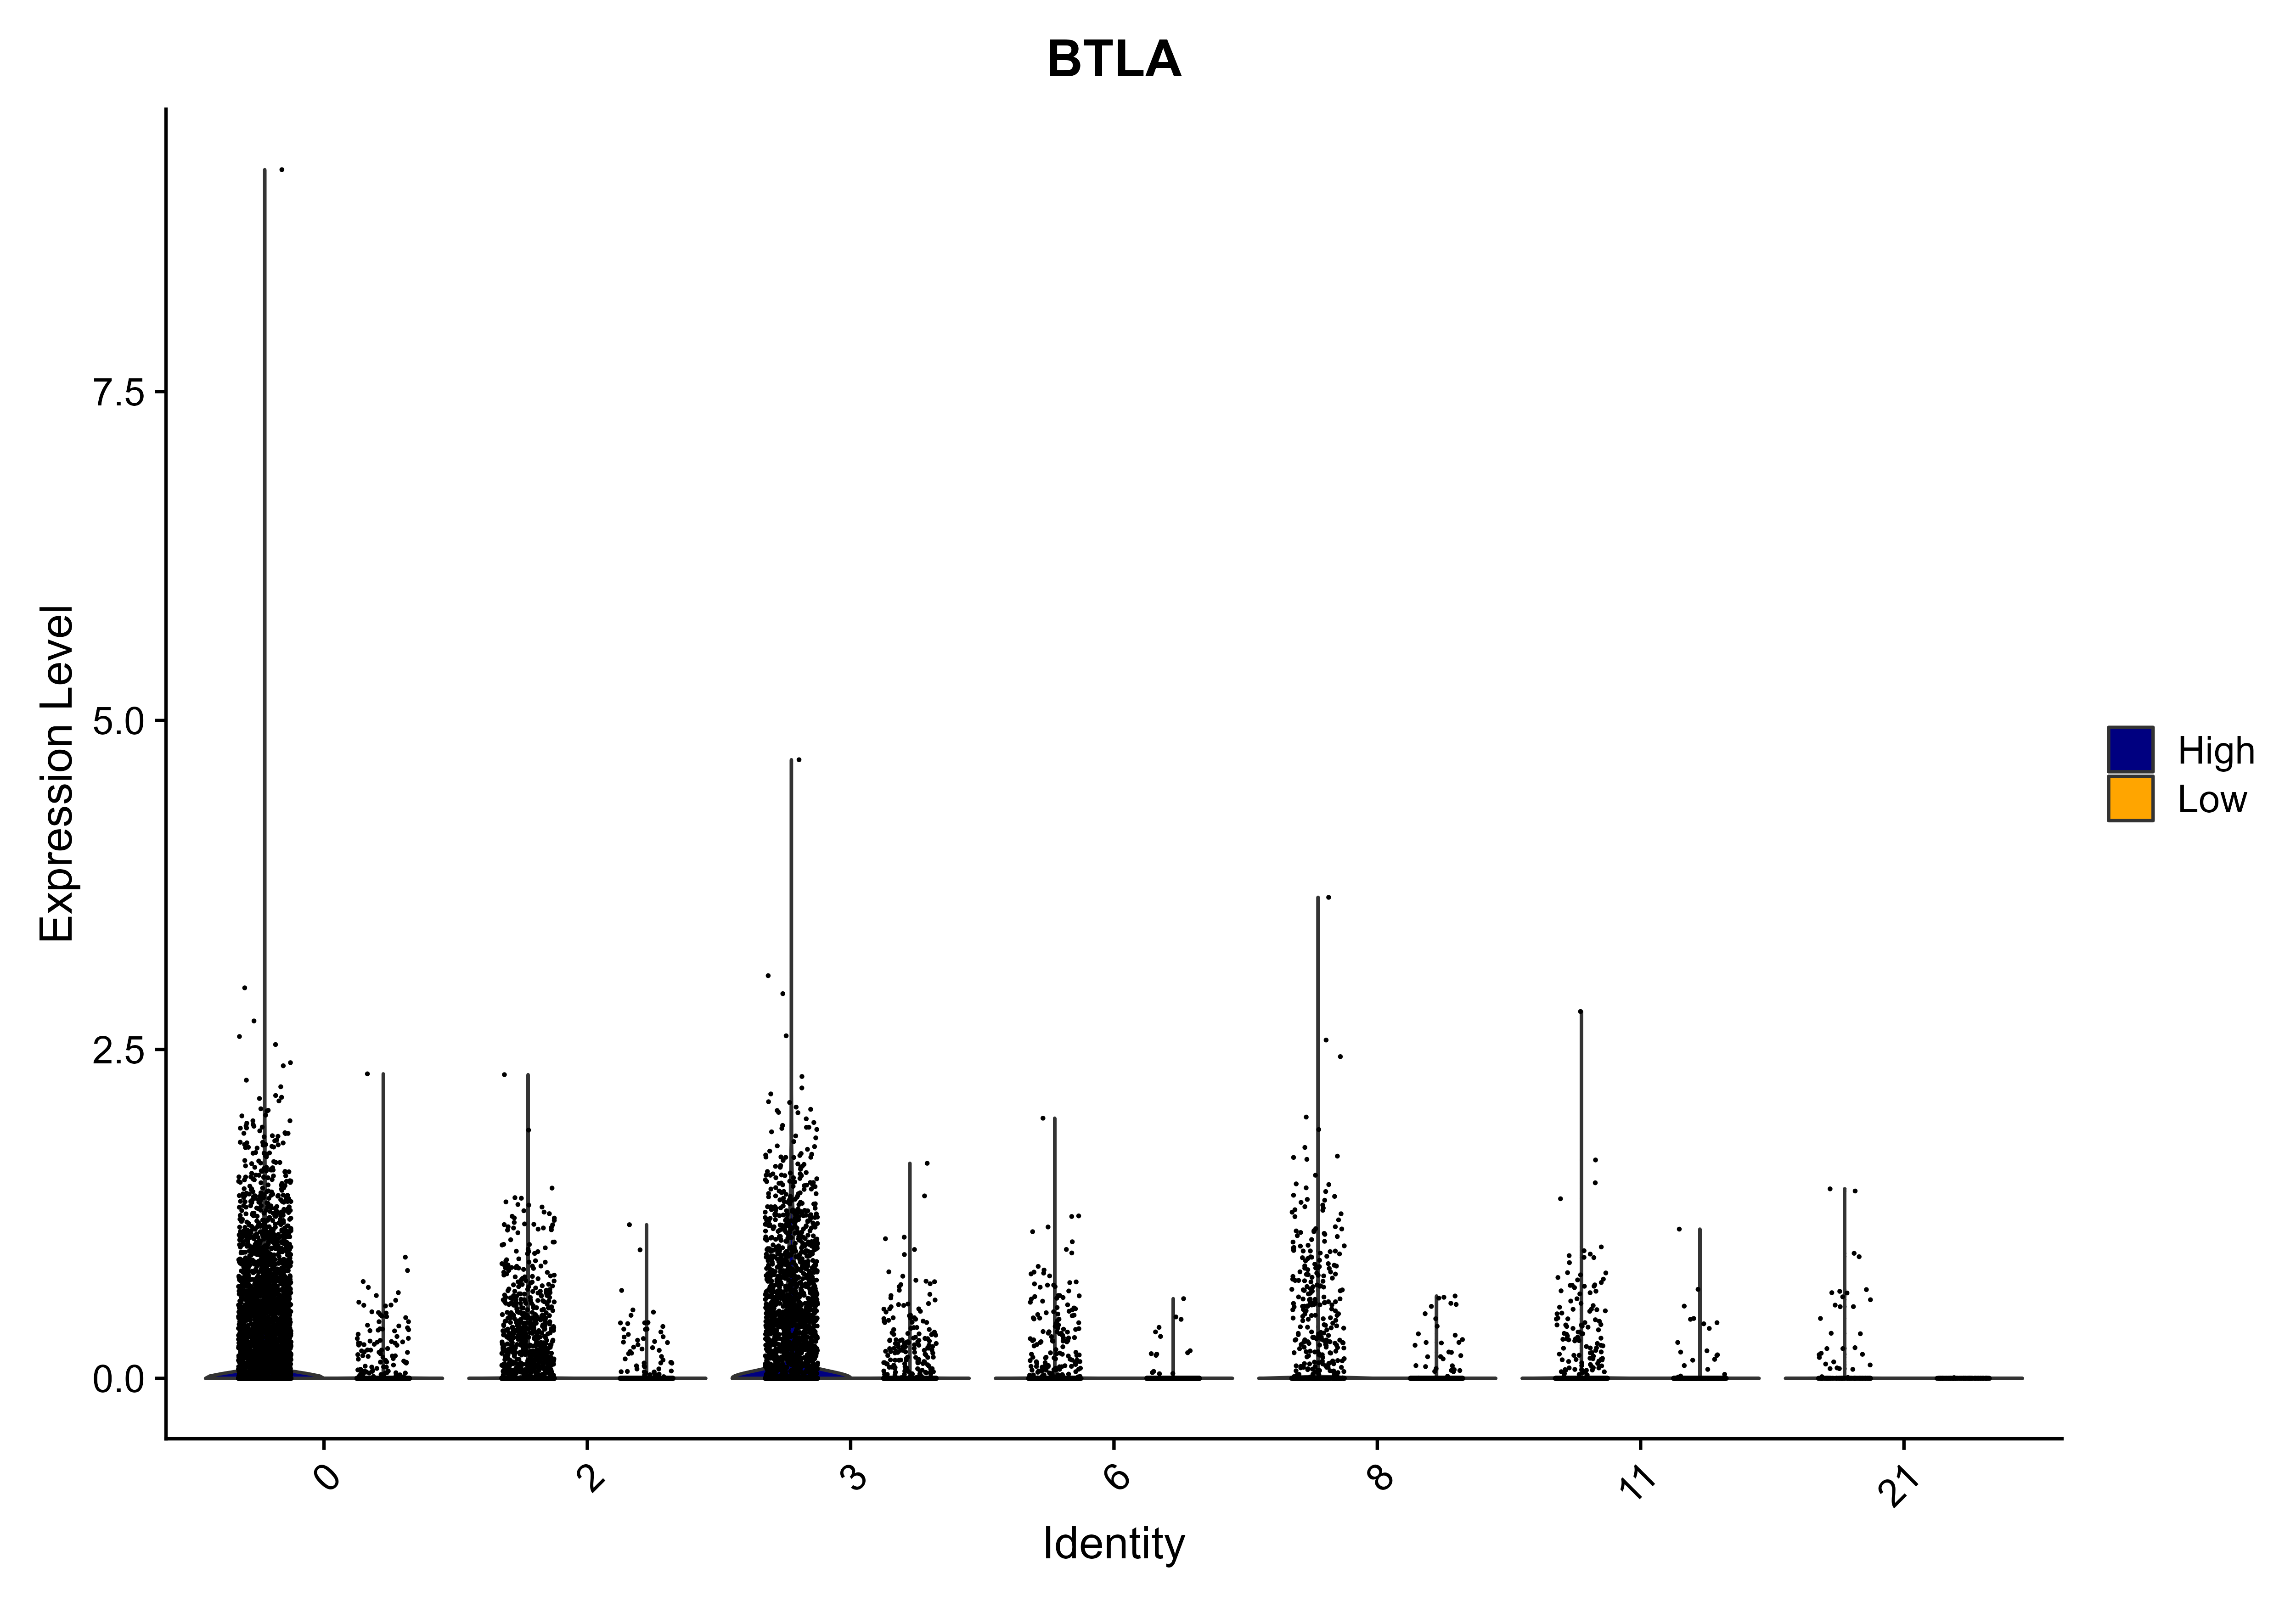 BTLA
Expression Level
7.5
5.0
2.5
0.0
0
2
3
6
8
11
21
Identity
High
Low